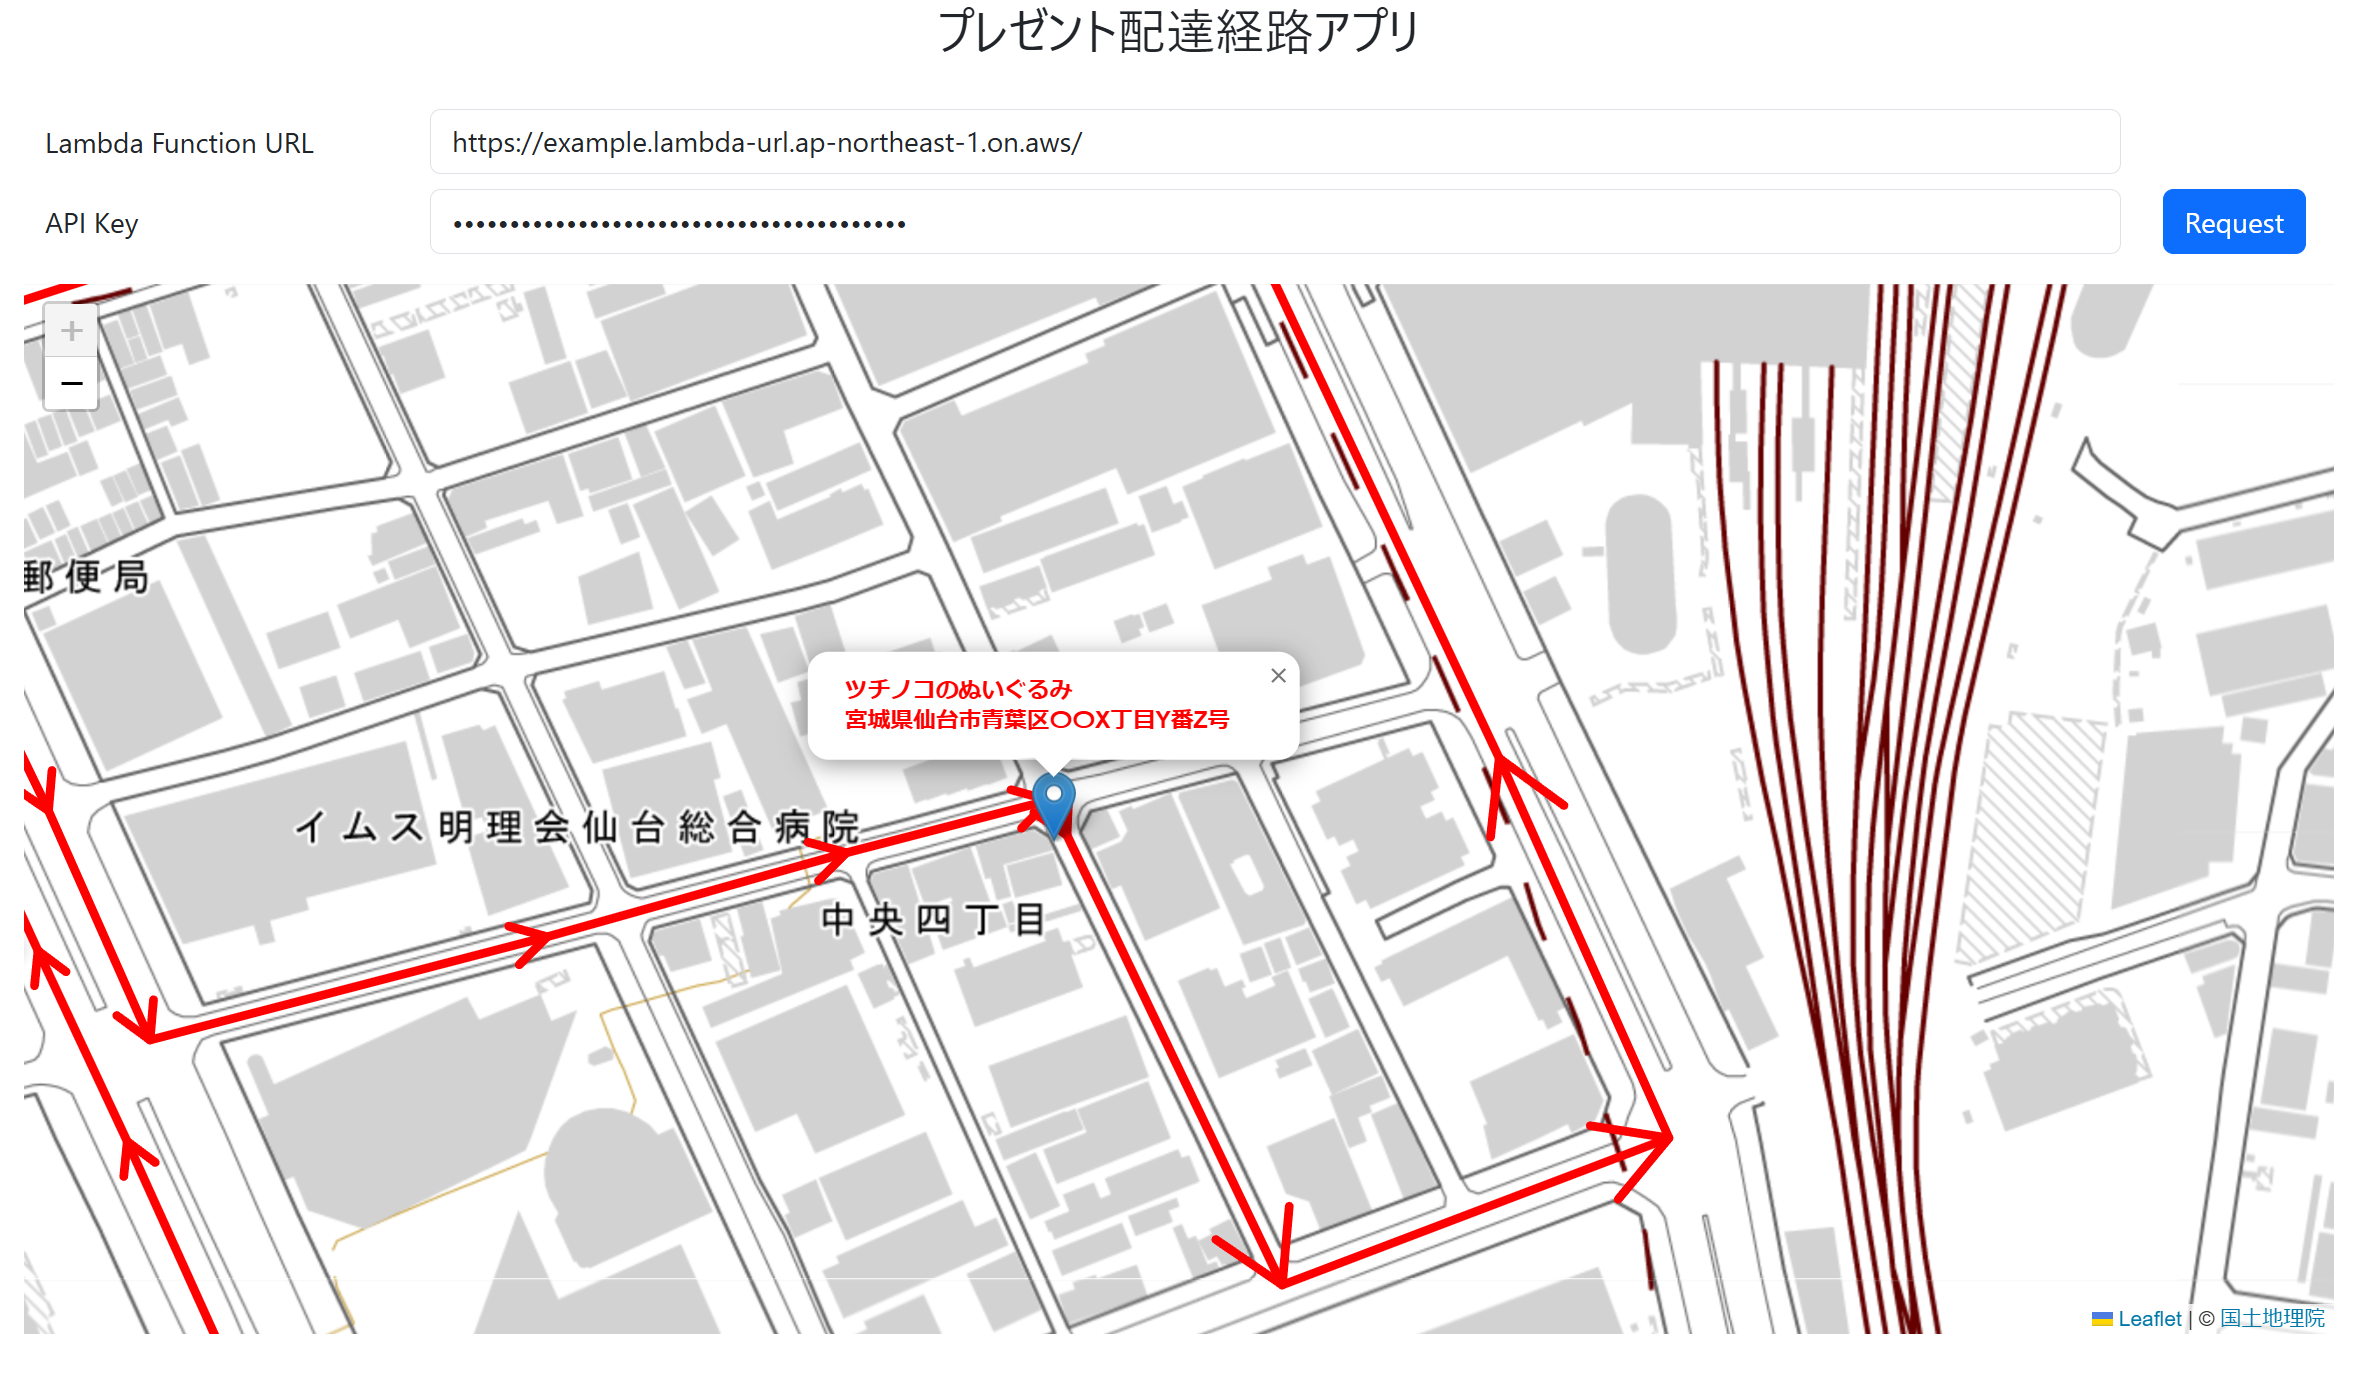 プレゼント配達経路アプリ
Lambda Function URL
https://example.lambda-url.ap-northeast-1.on.aws/
API Key
••••••••••••••••••••••••••••••••••••••••
Request
+
−
郵便局
ツチノコのぬいぐるみ
宮城県仙台市青葉区〇〇X丁目Y番Z号
×
イムス明理会仙台総合病院
中央四丁目
Leaflet | © 国土地理院